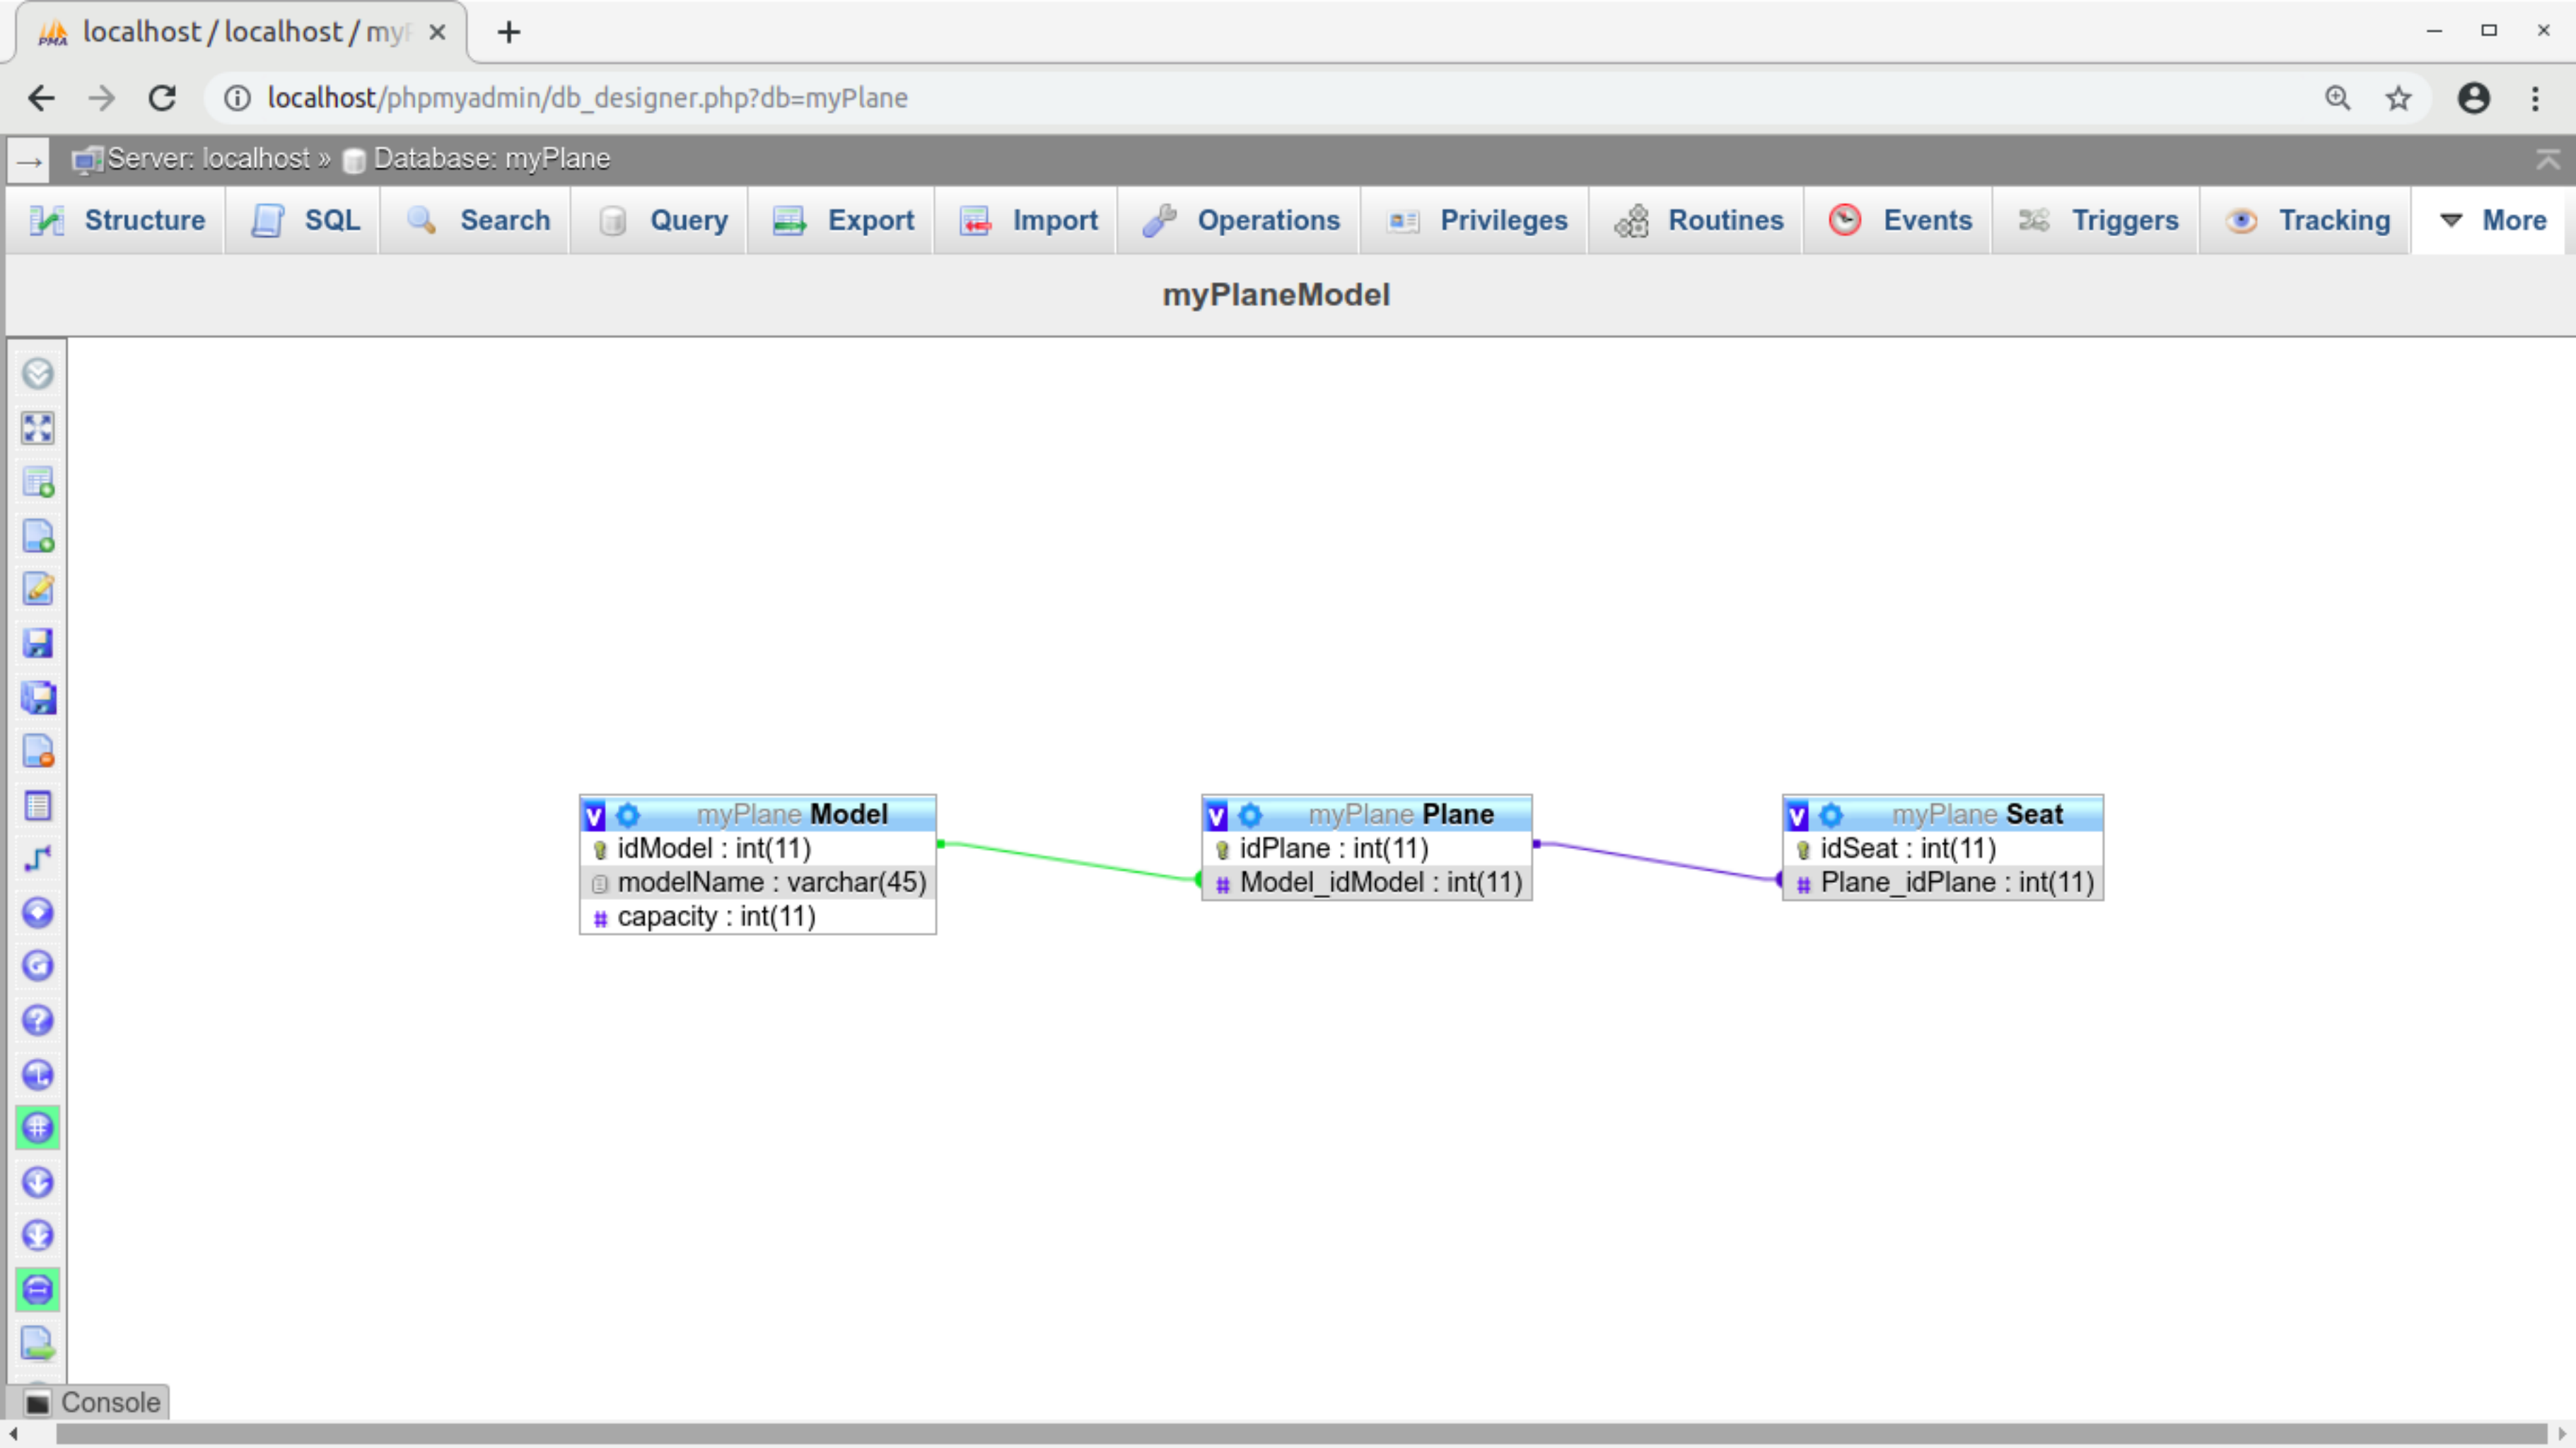 localhost / localhost / myP
localhost/phpmyadmin/db_designer.php?db=myPlane
Server: localhost » Database: myPlane
Structure SQL Search Query Export Import Operations Privileges Routines Events Triggers Tracking More
myPlaneModel
v myPlane Model
idModel : int(11)
modelName : varchar(45)
# capacity : int(11)
v myPlane Plane
idPlane : int(11)
# Model_idModel : int(11)
v myPlane Seat
idSeat : int(11)
# Plane_idPlane : int(11)
Console